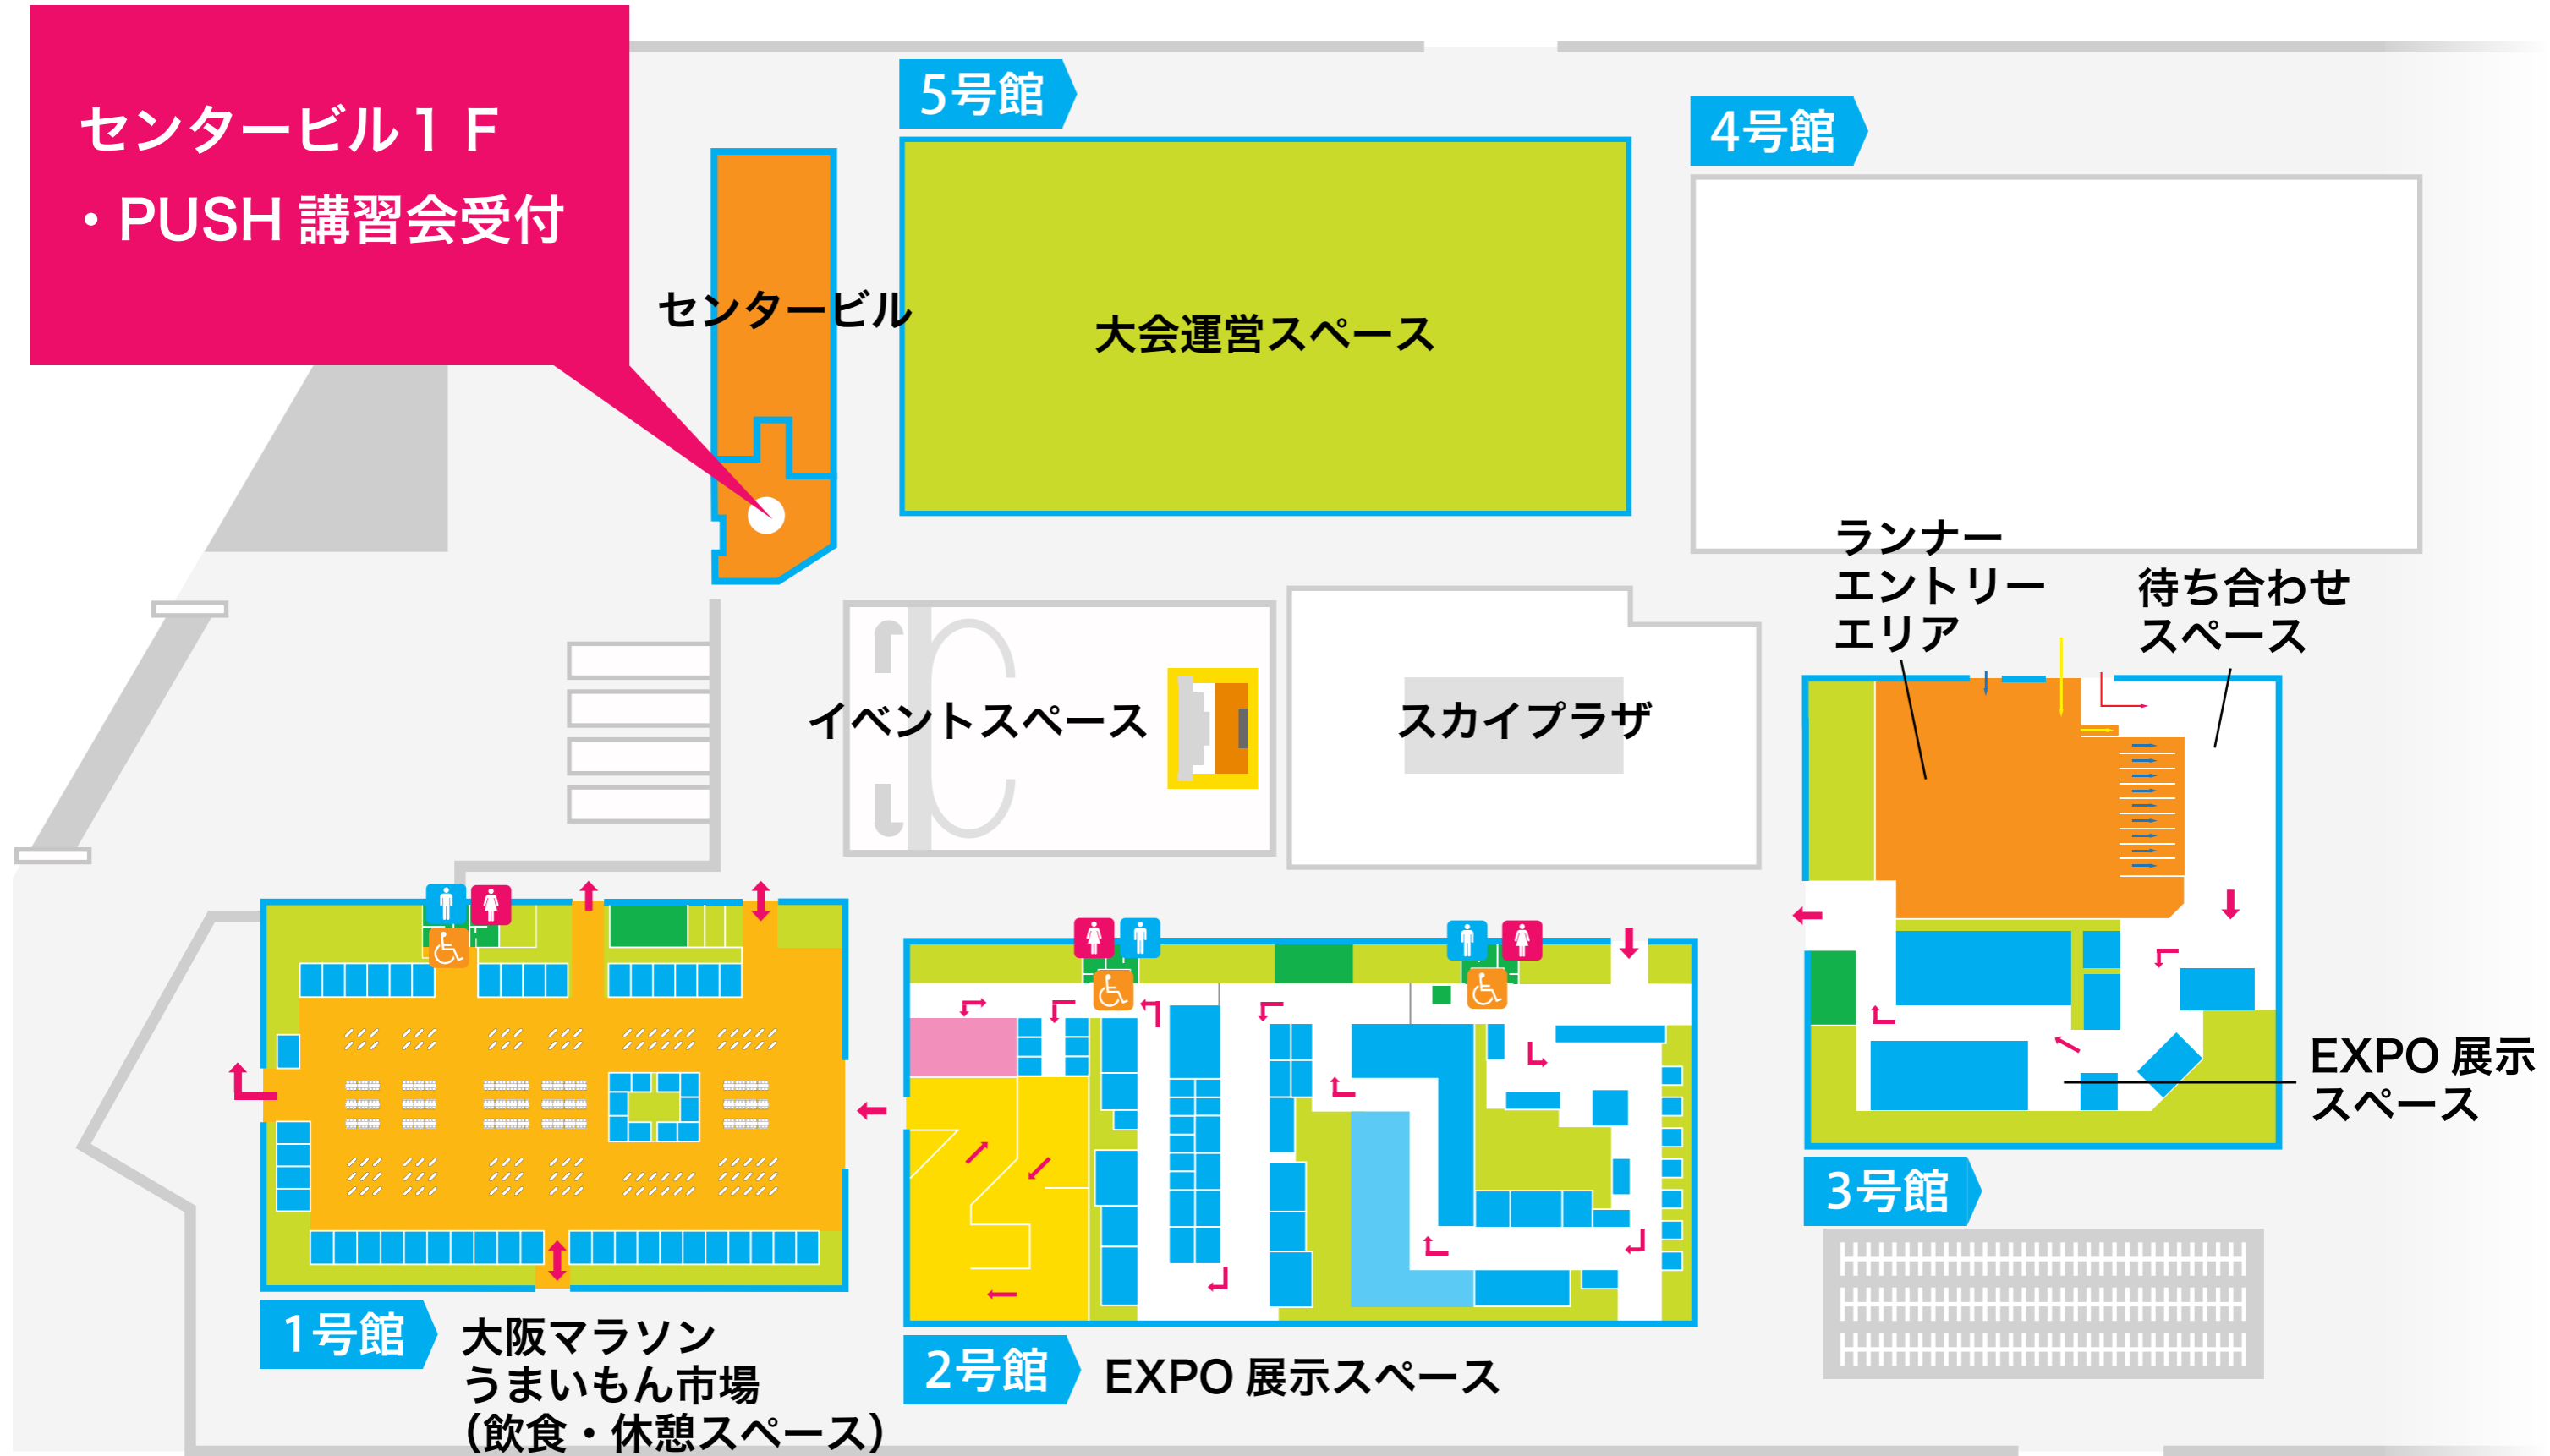 センタービル１F
・PUSH 講習会受付
5号館
4号館
センタービル
大会運営スペース
ランナー
エントリー
エリア
待ち合わせ
スペース
イベントスペース
スカイプラザ
EXPO 展示
スペース
3号館
1号館
大阪マラソン
うまいもん市場
（飲食・休憩スペース）
2号館
EXPO 展示スペース